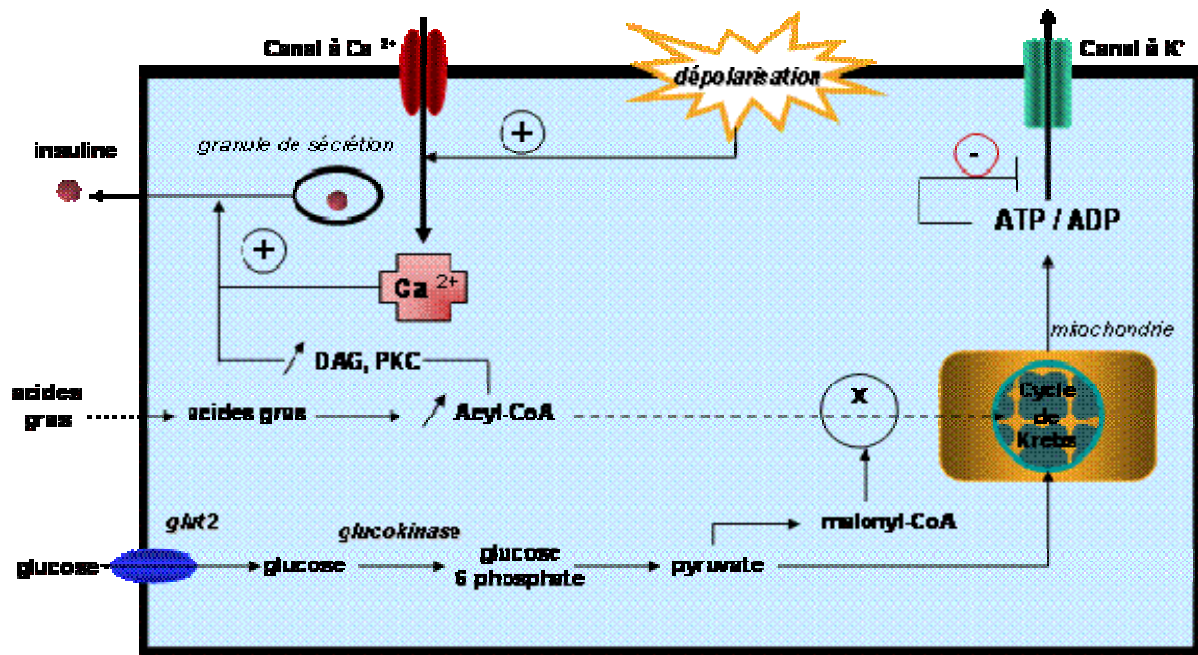 Canal à Ca 2+
dépolarisation
Canal à K+
+
insuline
granule de sécrétion
-
ATP / ADP
+
Ca 2+
mitochondrie
DAG, PKC
acides
gras
acides gras
Acyl-CoA
X
Cycle
de
Krebs
malonyl-CoA
glut2
glucokinase
glucose
glucose
glucose
6 phosphate
pyruvate